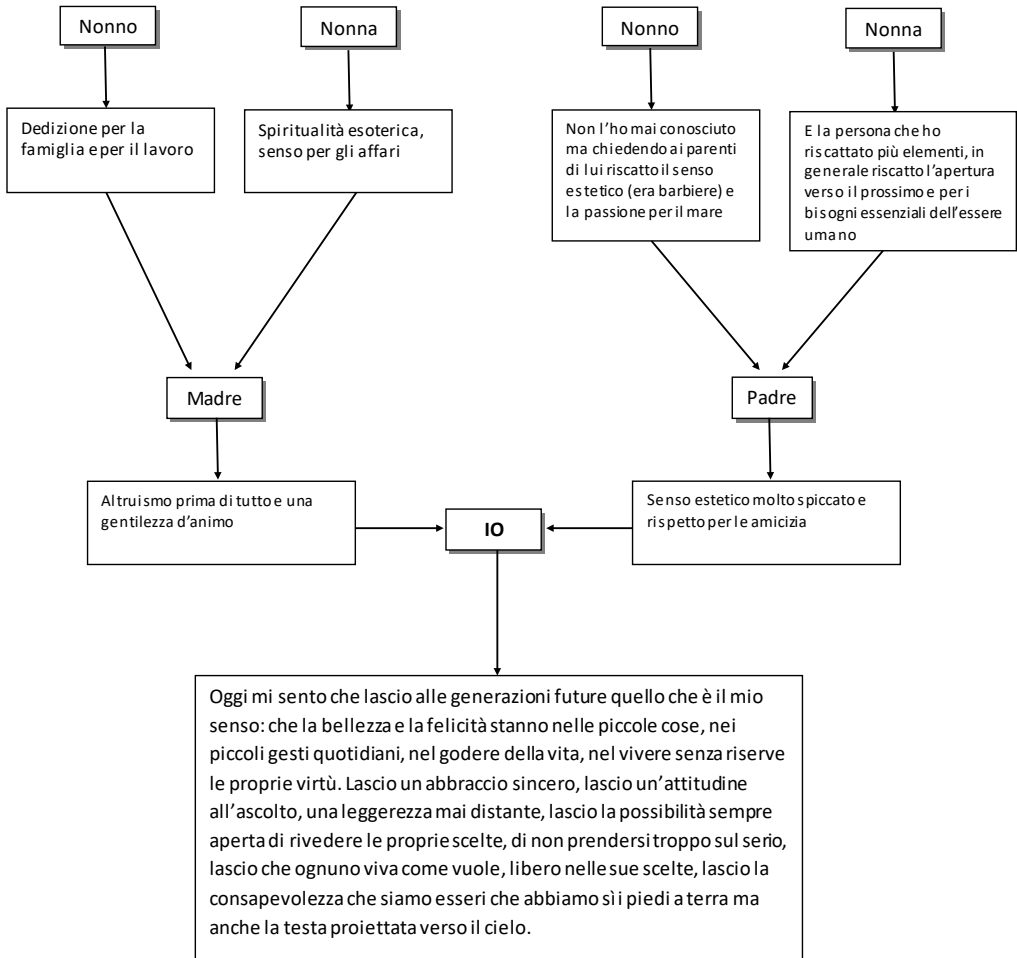 Nonno
Nonna
Nonno
Nonna
Dedizione per la
famiglia e per il lavoro
Spiritualità esoterica,
senso per gli affari
Non l'ho mai conosciuto
ma chiedendo ai parenti
di lui riscatto il senso
estetico (era barbiere) e
la passione per il mare
E la persona che ho
riscattato più elementi, in
generale riscatto l'apertura
verso il prossimo e per i
bisogni essenziali dell'essere
umano
Madre
Padre
Altruismo prima di tutto e una
gentilezza d'animo
IO
Senso estetico molto spiccato e
rispetto per le amicizia
Oggi mi sento che lascio alle generazioni future quello che è il mio
senso: che la bellezza e la felicità stanno nelle piccole cose, nei
piccoli gesti quotidiani, nel godere della vita, nel vivere senza riserve
le proprie virtù. Lascio un abbraccio sincero, lascio un'attitudine
all'ascolto, una leggerezza mai distante, lascio la possibilità sempre
aperta di rivedere le proprie scelte, di non prendersi troppo sul serio,
lascio che ognuno viva come vuole, libero nelle sue scelte, lascio la
consapevolezza che siamo esseri che abbiamo sì i piedi a terra ma
anche la testa proiettata verso il cielo.